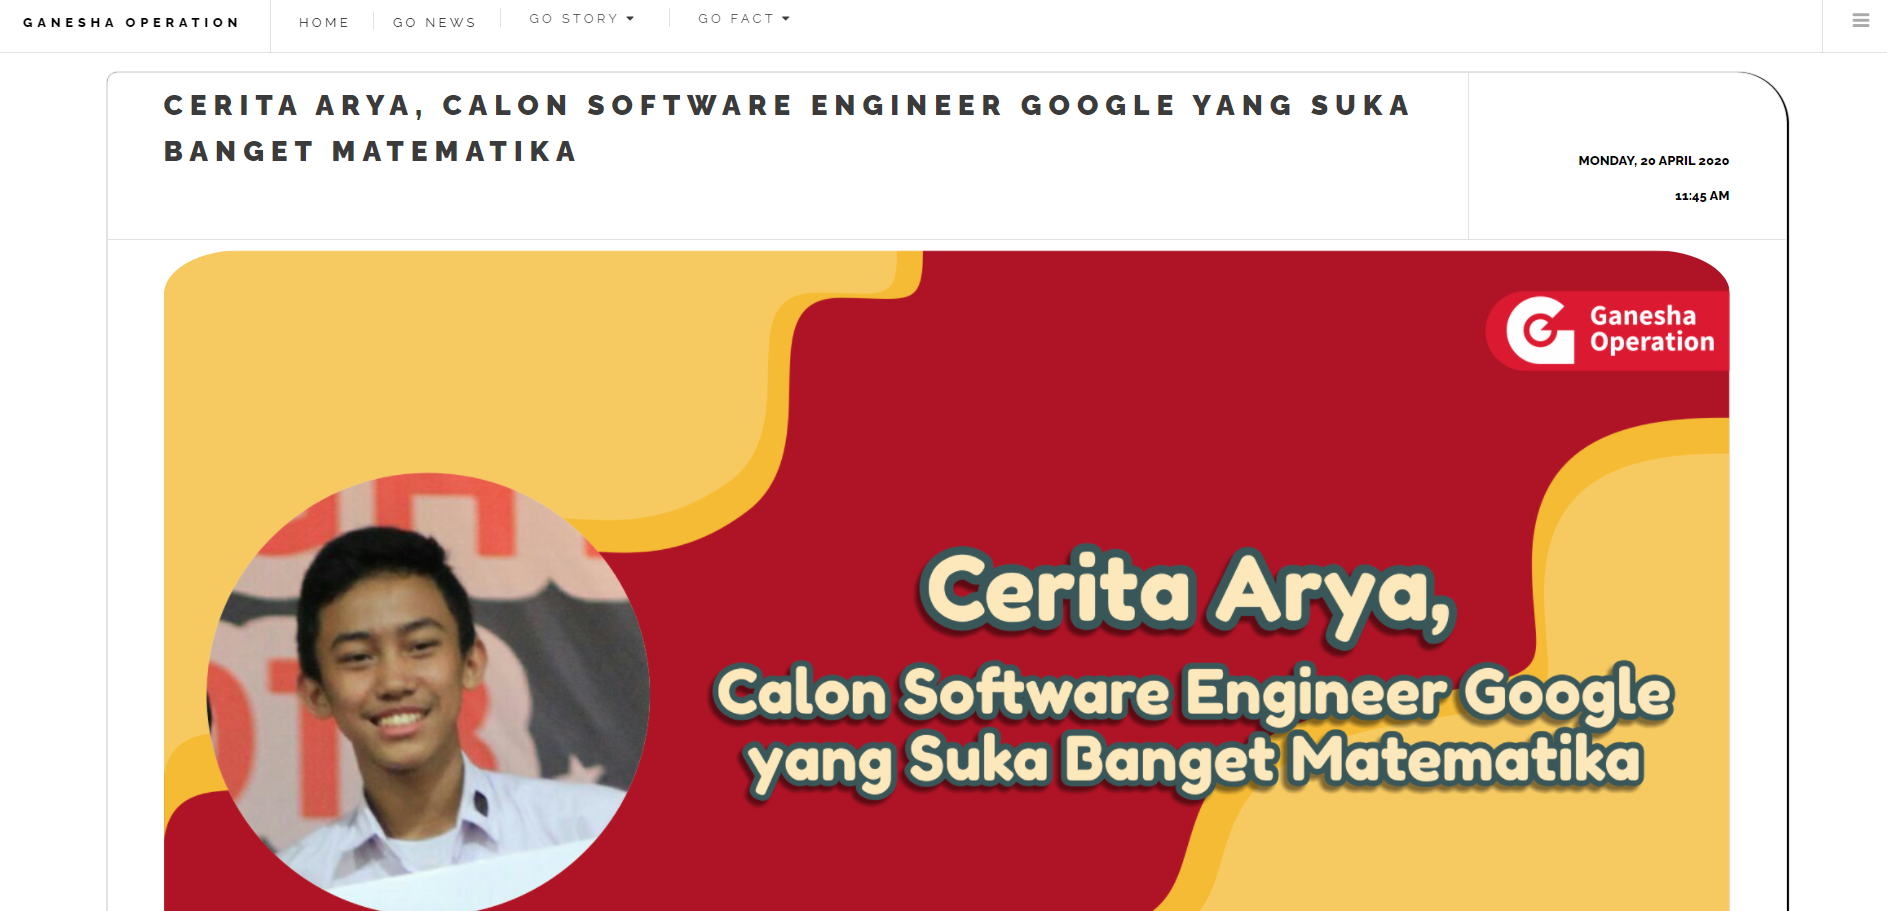 GANESHA OPERATION
HOME
GO NEWS
GO STORY
GO FACT
CERITA ARYA, CALON SOFTWARE ENGINEER GOOGLE YANG SUKA
BANGET MATEMATIKA
MONDAY, 20 APRIL 2020
11:45 AM
Ganesha
Operation
Cerita Arya,
Calon Software Engineer Google
yang Suka Banget Matematika